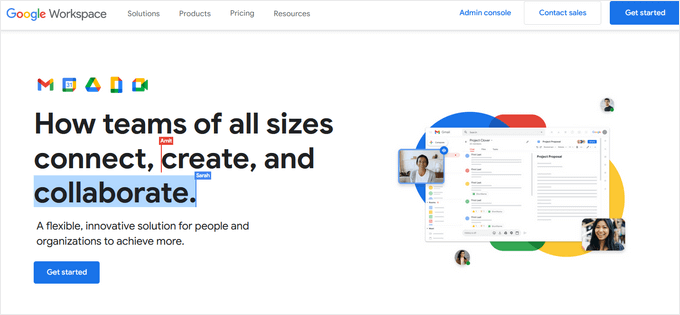 Google Workspace Solutions Products Pricing Resources Admin console Contact sales Get started
31
How teams of all sizes
Amit
connect, create, and
Sarah
collaborate.
A flexible, innovative solution for people and
organizations to achieve more.
Get started
Project Clover
Project Proposal